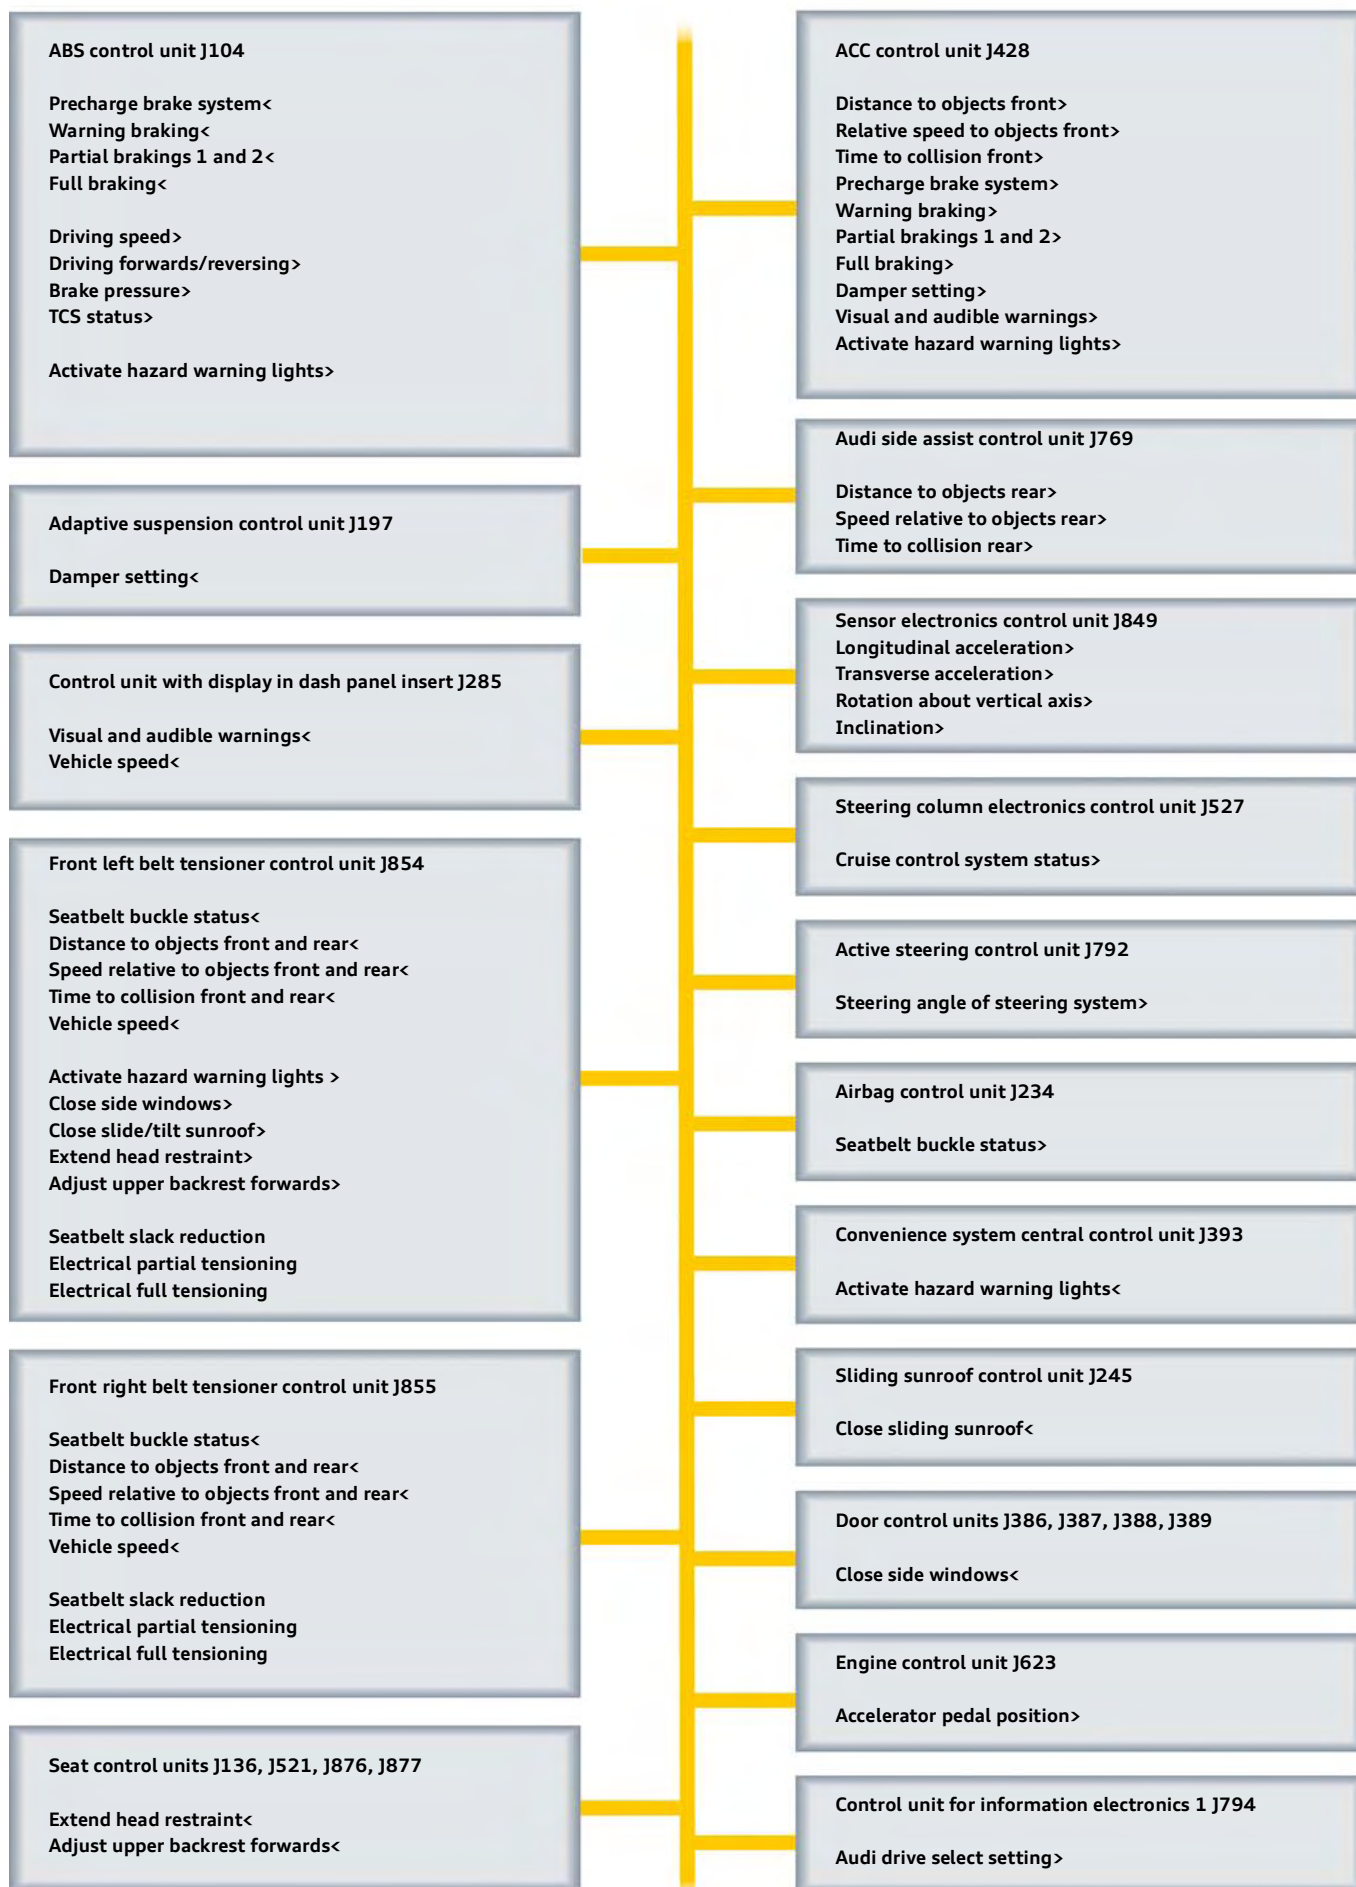 ABS control unit J104
Precharge brake system<
Warning braking<
Partial brakings 1 and 2<
Full braking<
Driving speed>
Driving forwards/reversing>
Brake pressure>
TCS status>
Activate hazard warning lights>
Adaptive suspension control unit J197
Damper setting<
Control unit with display in dash panel insert J285
Visual and audible warnings<
Vehicle speed<
Front left belt tensioner control unit J854
Seatbelt buckle status<
Distance to objects front and rear<
Speed relative to objects front and rear<
Time to collision front and rear<
Vehicle speed<
Activate hazard warning lights >
Close side windows>
Close slide/tilt sunroof>
Extend head restraint>
Adjust upper backrest forwards>
Seatbelt slack reduction
Electrical partial tensioning
Electrical full tensioning
Front right belt tensioner control unit J855
Seatbelt buckle status<
Distance to objects front and rear<
Speed relative to objects front and rear<
Time to collision front and rear<
Vehicle speed<
Seatbelt slack reduction
Electrical partial tensioning
Electrical full tensioning
Seat control units J136, J521, J876, J877
Extend head restraint<
Adjust upper backrest forwards<
ACC control unit J428
Distance to objects front>
Relative speed to objects front>
Time to collision front>
Precharge brake system>
Warning braking>
Partial brakings 1 and 2>
Full braking>
Damper setting>
Visual and audible warnings>
Activate hazard warning lights>
Audi side assist control unit J769
Distance to objects rear>
Speed relative to objects rear>
Time to collision rear>
Sensor electronics control unit J849
Longitudinal acceleration>
Transverse acceleration>
Rotation about vertical axis>
Inclination>
Steering column electronics control unit J527
Cruise control system status>
Active steering control unit J792
Steering angle of steering system>
Airbag control unit J234
Seatbelt buckle status>
Convenience system central control unit J393
Activate hazard warning lights<
Sliding sunroof control unit J245
Close sliding sunroof<
Door control units J386, J387, J388, J389
Close side windows<
Engine control unit J623
Accelerator pedal position>
Control unit for information electronics 1 J794
Audi drive select setting>